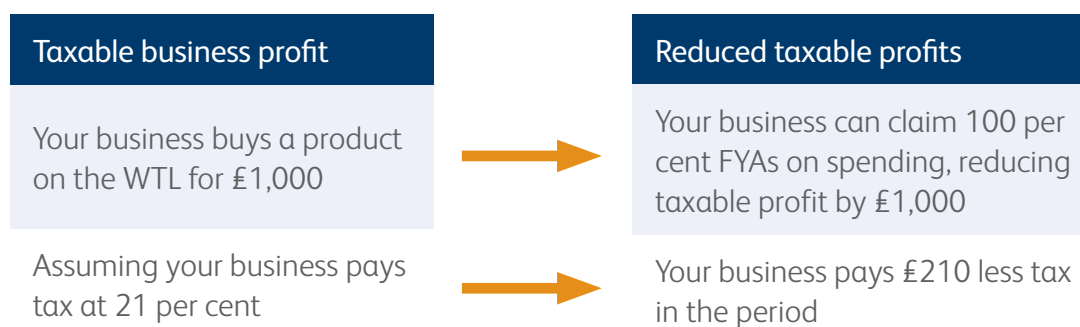 Taxable business profit
Reduced taxable profits
Your business buys a product
on the WTL for £1,000
Your business can claim 100 per
cent FYAs on spending, reducing
taxable profit by £1,000
Assuming your business pays
tax at 21 per cent
Your business pays £210 less tax
in the period